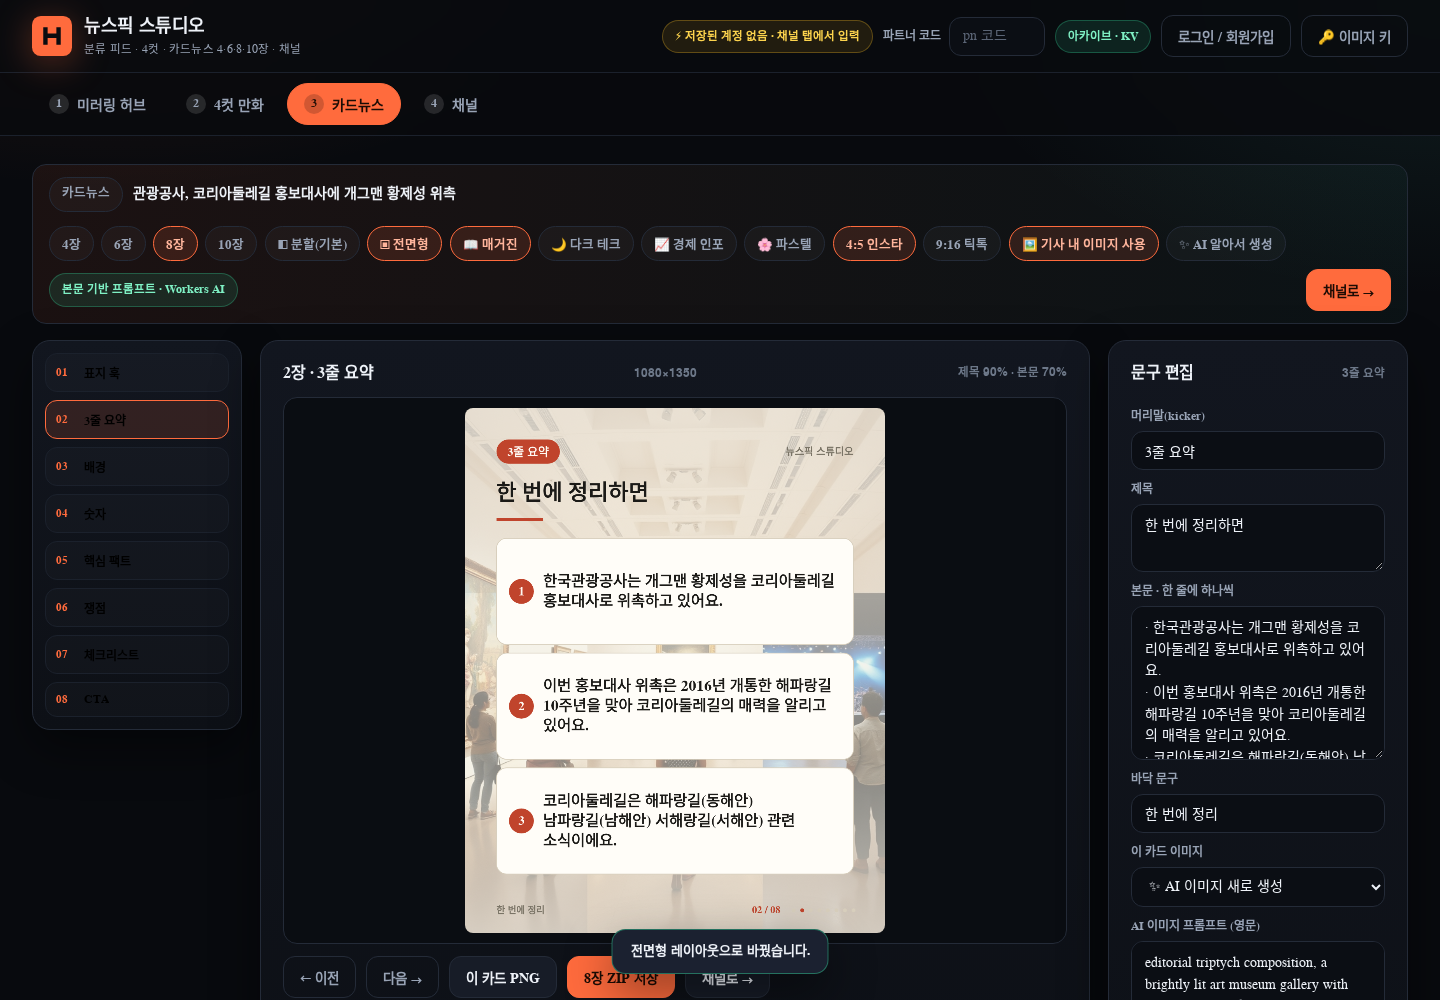 H
뉴스픽 스튜디오
분류 피드 · 4컷 · 카드뉴스 4·6·8·10장 · 채널
⚡ 저장된 계정 없음 · 채널 탭에서 입력
파트너 코드
pn 코드
아카이브 · KV
로그인 / 회원가입
🔑 이미지 키
1 미러링 허브
2 4컷 만화
3 카드뉴스
4 채널
카드뉴스
관광공사, 코리아둘레길 홍보대사에 개그맨 황제성 위촉
4장
6장
8장
10장
◧ 분할(기본)
▣ 전면형
📖 매거진
🌙 다크 테크
📈 경제 인포
🌸 파스텔
4:5 인스타
9:16 틱톡
🖼️ 기사 내 이미지 사용
✨ AI 알아서 생성
본문 기반 프롬프트 · Workers AI
채널로 →
01 표지 훅
02 3줄 요약
03 배경
04 숫자
05 핵심 팩트
06 쟁점
07 체크리스트
08 CTA
2장 · 3줄 요약
1080×1350
제목 90% · 본문 70%
3줄 요약
뉴스픽 스튜디오
한 번에 정리하면
1
한국관광공사는 개그맨 황제성을 코리아둘레길
홍보대사로 위촉하고 있어요.
2
이번 홍보대사 위촉은 2016년 개통한 해파랑길
10주년을 맞아 코리아둘레길의 매력을 알리고
있어요.
3
코리아둘레길은 해파랑길(동해안)
남파랑길(남해안) 서해랑길(서해안) 관련
소식이에요.
한 번에 정리
02 / 08
전면형 레이아웃으로 바꿨습니다.
← 이전
다음 →
이 카드 PNG
8장 ZIP 저장
채널로 →
문구 편집
3줄 요약
머리말(kicker)
3줄 요약
제목
한 번에 정리하면
본문 · 한 줄에 하나씩
· 한국관광공사는 개그맨 황제성을 코
리아둘레길 홍보대사로 위촉하고 있어
요.
· 이번 홍보대사 위촉은 2016년 개통한
해파랑길 10주년을 맞아 코리아둘레길
의 매력을 알리고 있어요.
· 코리아둘레길은 해파랑길(동해안) 남
바닥 문구
한 번에 정리
이 카드 이미지
✨ AI 이미지 새로 생성
AI 이미지 프롬프트 (영문)
editorial triptych composition, a
brightly lit art museum gallery with